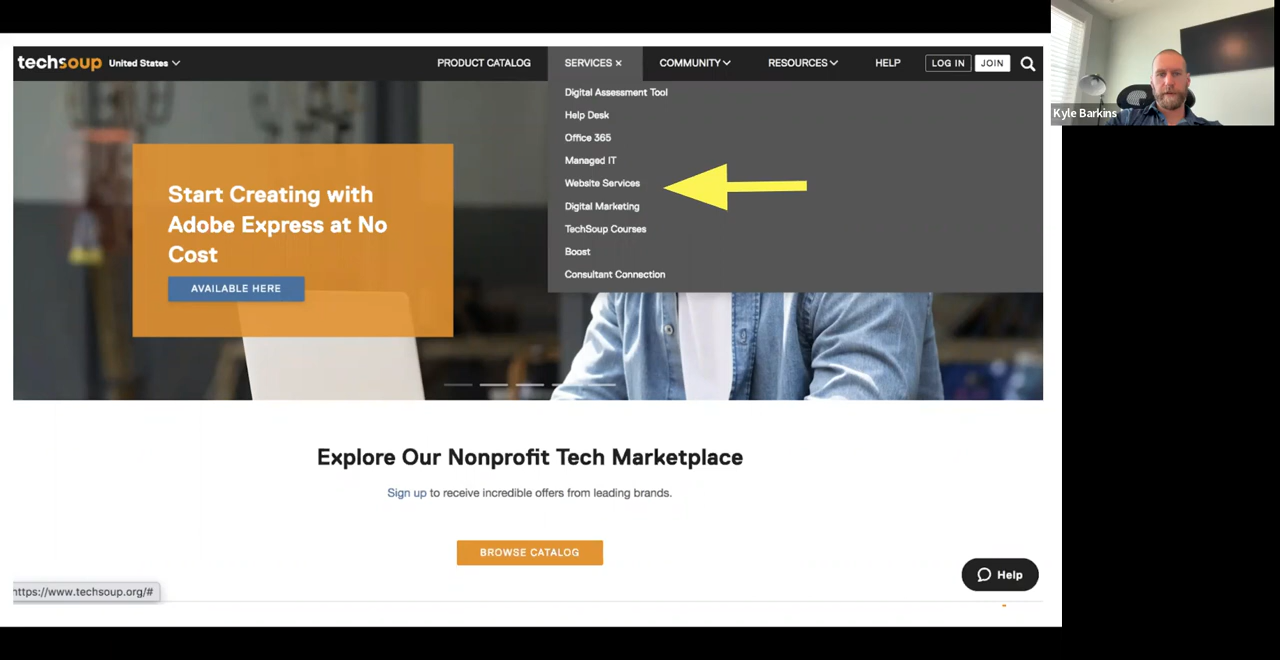 techsoup United States PRODUCT CATALOG SERVICES × COMMUNITY RESOURCES HELP LOG IN JOIN
Digital Assessment Tool
Help Desk
Office 365
Managed IT
Website Services
Digital Marketing
TechSoup Courses
Boost
Consultant Connection
Start Creating with
Adobe Express at No
Cost
AVAILABLE HERE
Explore Our Nonprofit Tech Marketplace
Sign up to receive incredible offers from leading brands.
BROWSE CATALOG
Help
https://www.techsoup.org/#
Kyle Barkins